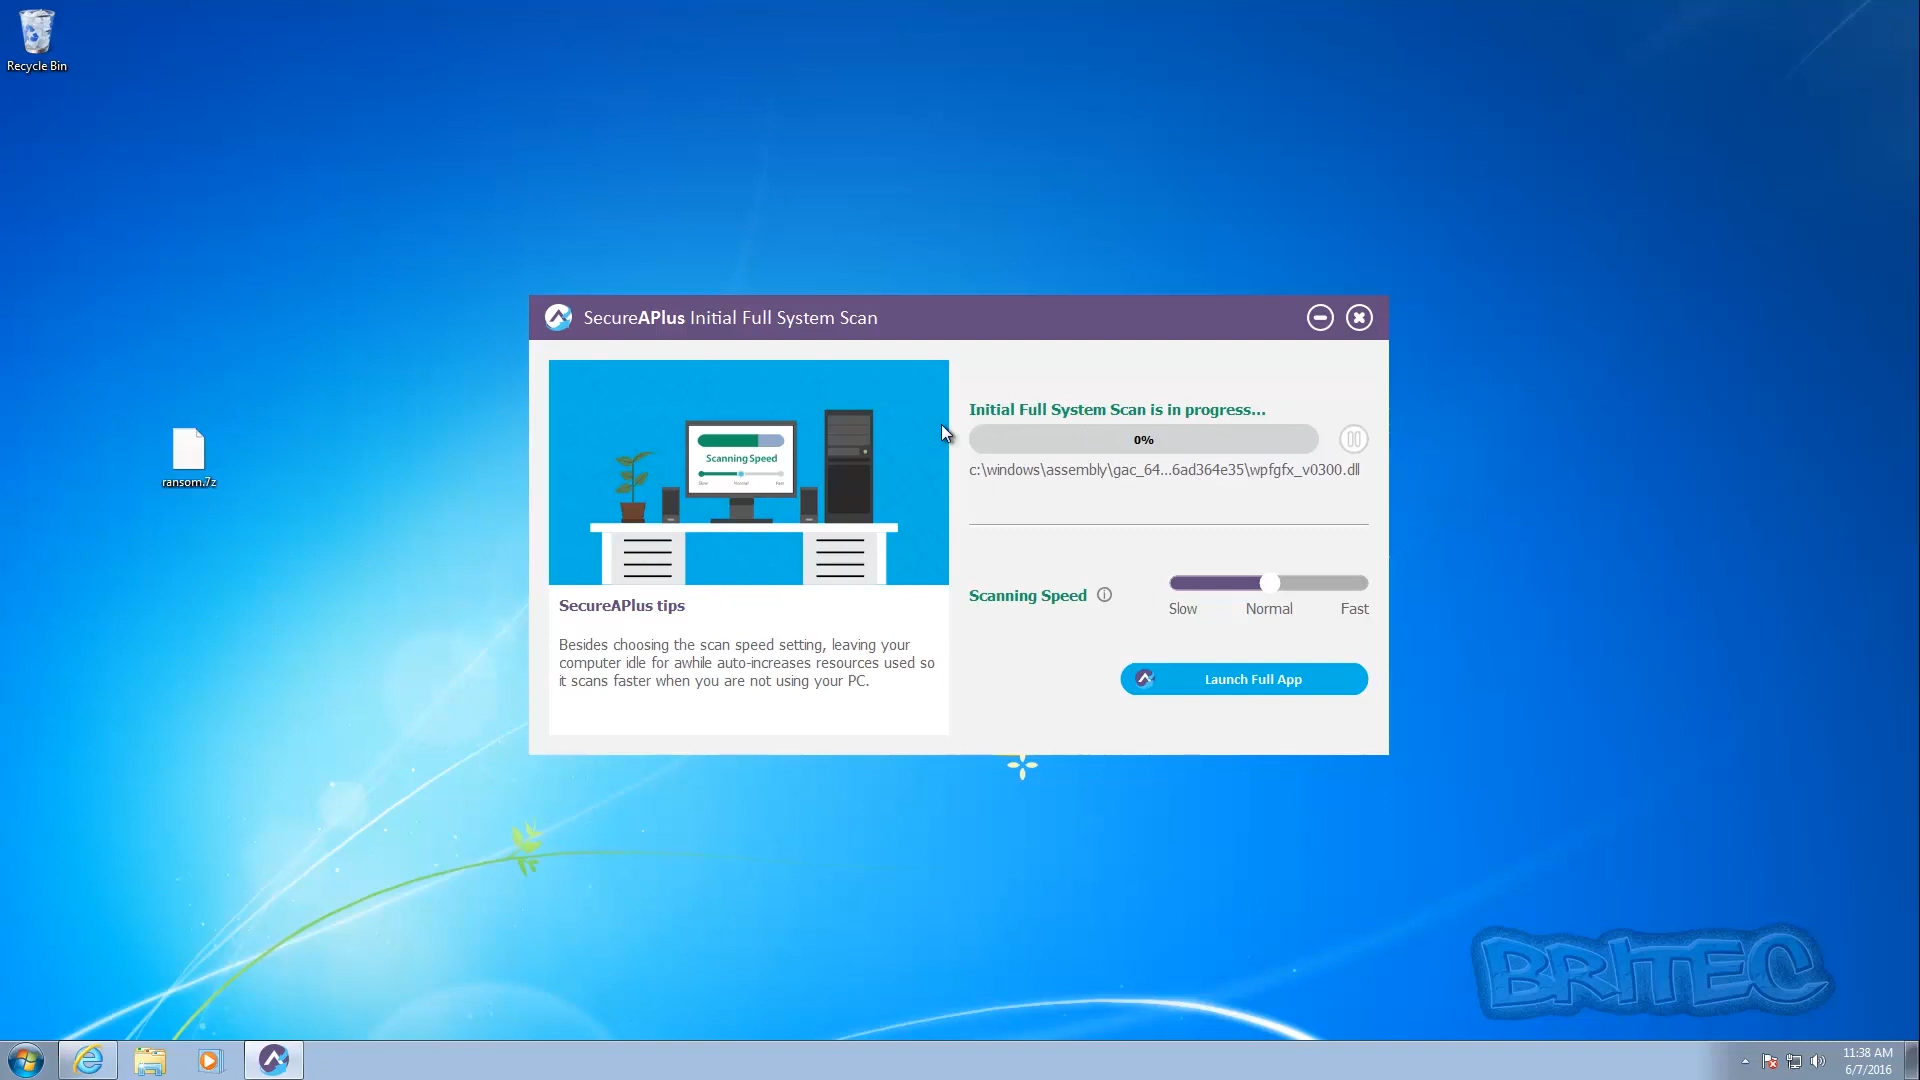 Recycle Bin
ransom.7z
SecureAPlus Initial Full System Scan
Scanning Speed
Slow Normal Fast
SecureAPlus tips
Besides choosing the scan speed setting, leaving your
computer idle for awhile auto-increases resources used so
it scans faster when you are not using your PC.
Initial Full System Scan is in progress...
0%
c:\windows\assembly\gac_64...6ad364e35\wpfgfx_v0300.dll
Scanning Speed
Slow Normal Fast
Launch Full App
BRITEC
11:38 AM
6/7/2016